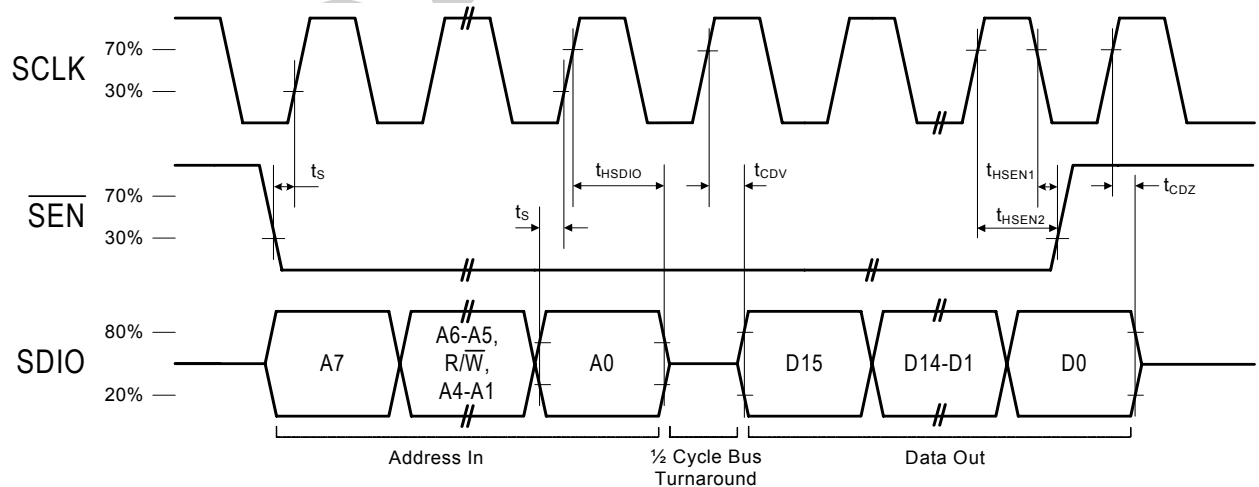 SCLK
70%
30%
SEN
70%
30%
tS
tS
tHSDIO
tCDV
tHSEN1
tHSEN2
tCDZ
SDIO
80%
20%
A7
A6-A5,
R/W,
A4-A1
A0
D15
D14-D1
D0
Address In
½ Cycle Bus
Turnaround
Data Out